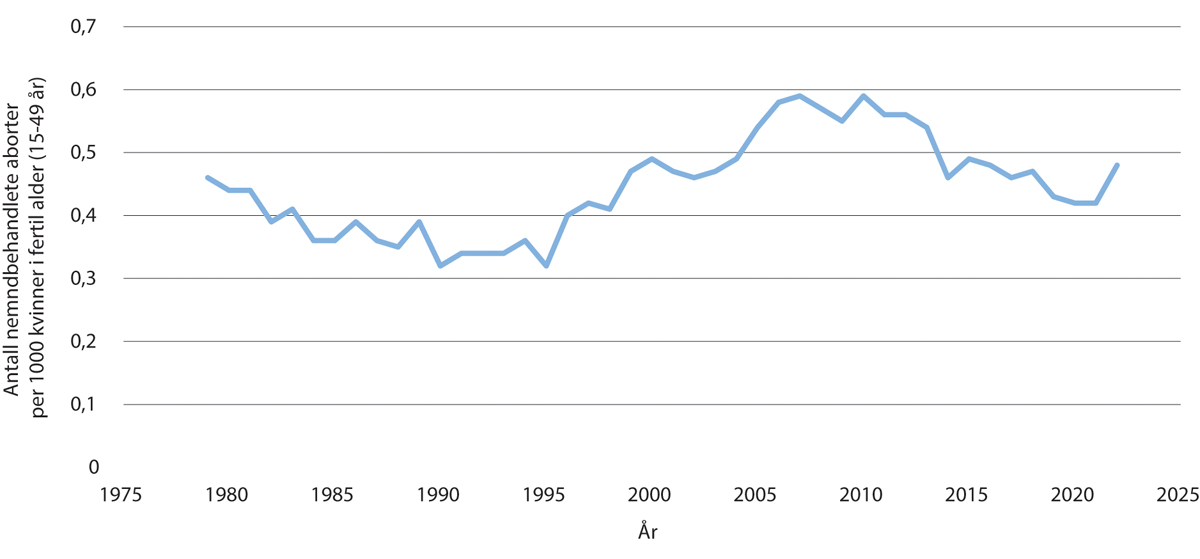 Antall nemndbehandlete aborter
per 1000 kvinner i fertil alder (15-49 år)
0,7
0,6
0,5
0,4
0,3
0,2
0,1
0
1975 1980 1985 1990 1995 2000 2005 2010 2015 2020 2025
År